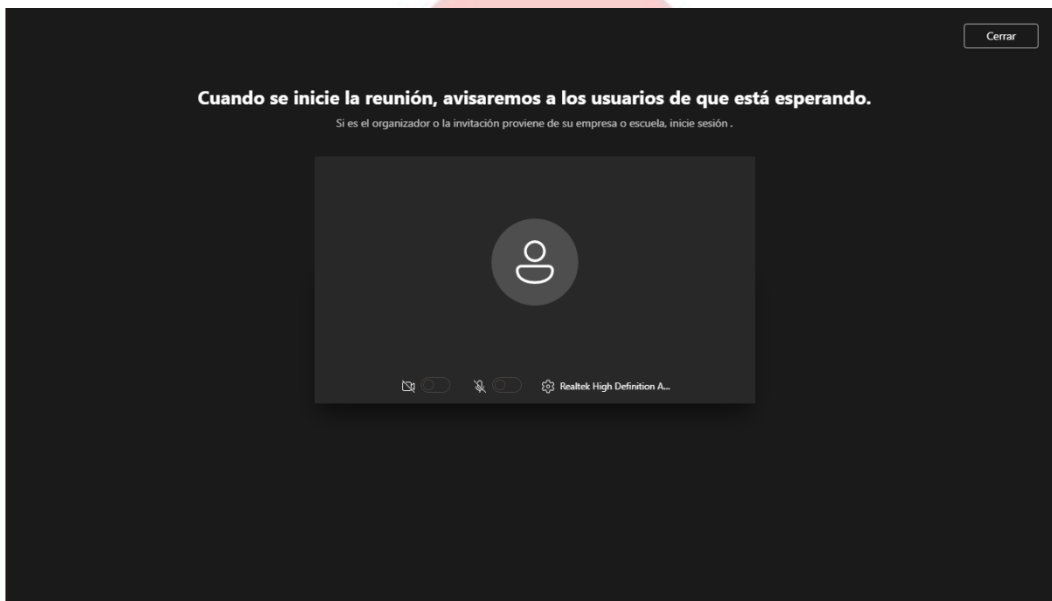 Cerrar
Cuando se inicie la reunión, avisaremos a los usuarios de que está esperando.
Si es el organizador o la invitación proviene de su empresa o escuela, inicie sesión .
Realtek High Definition A...